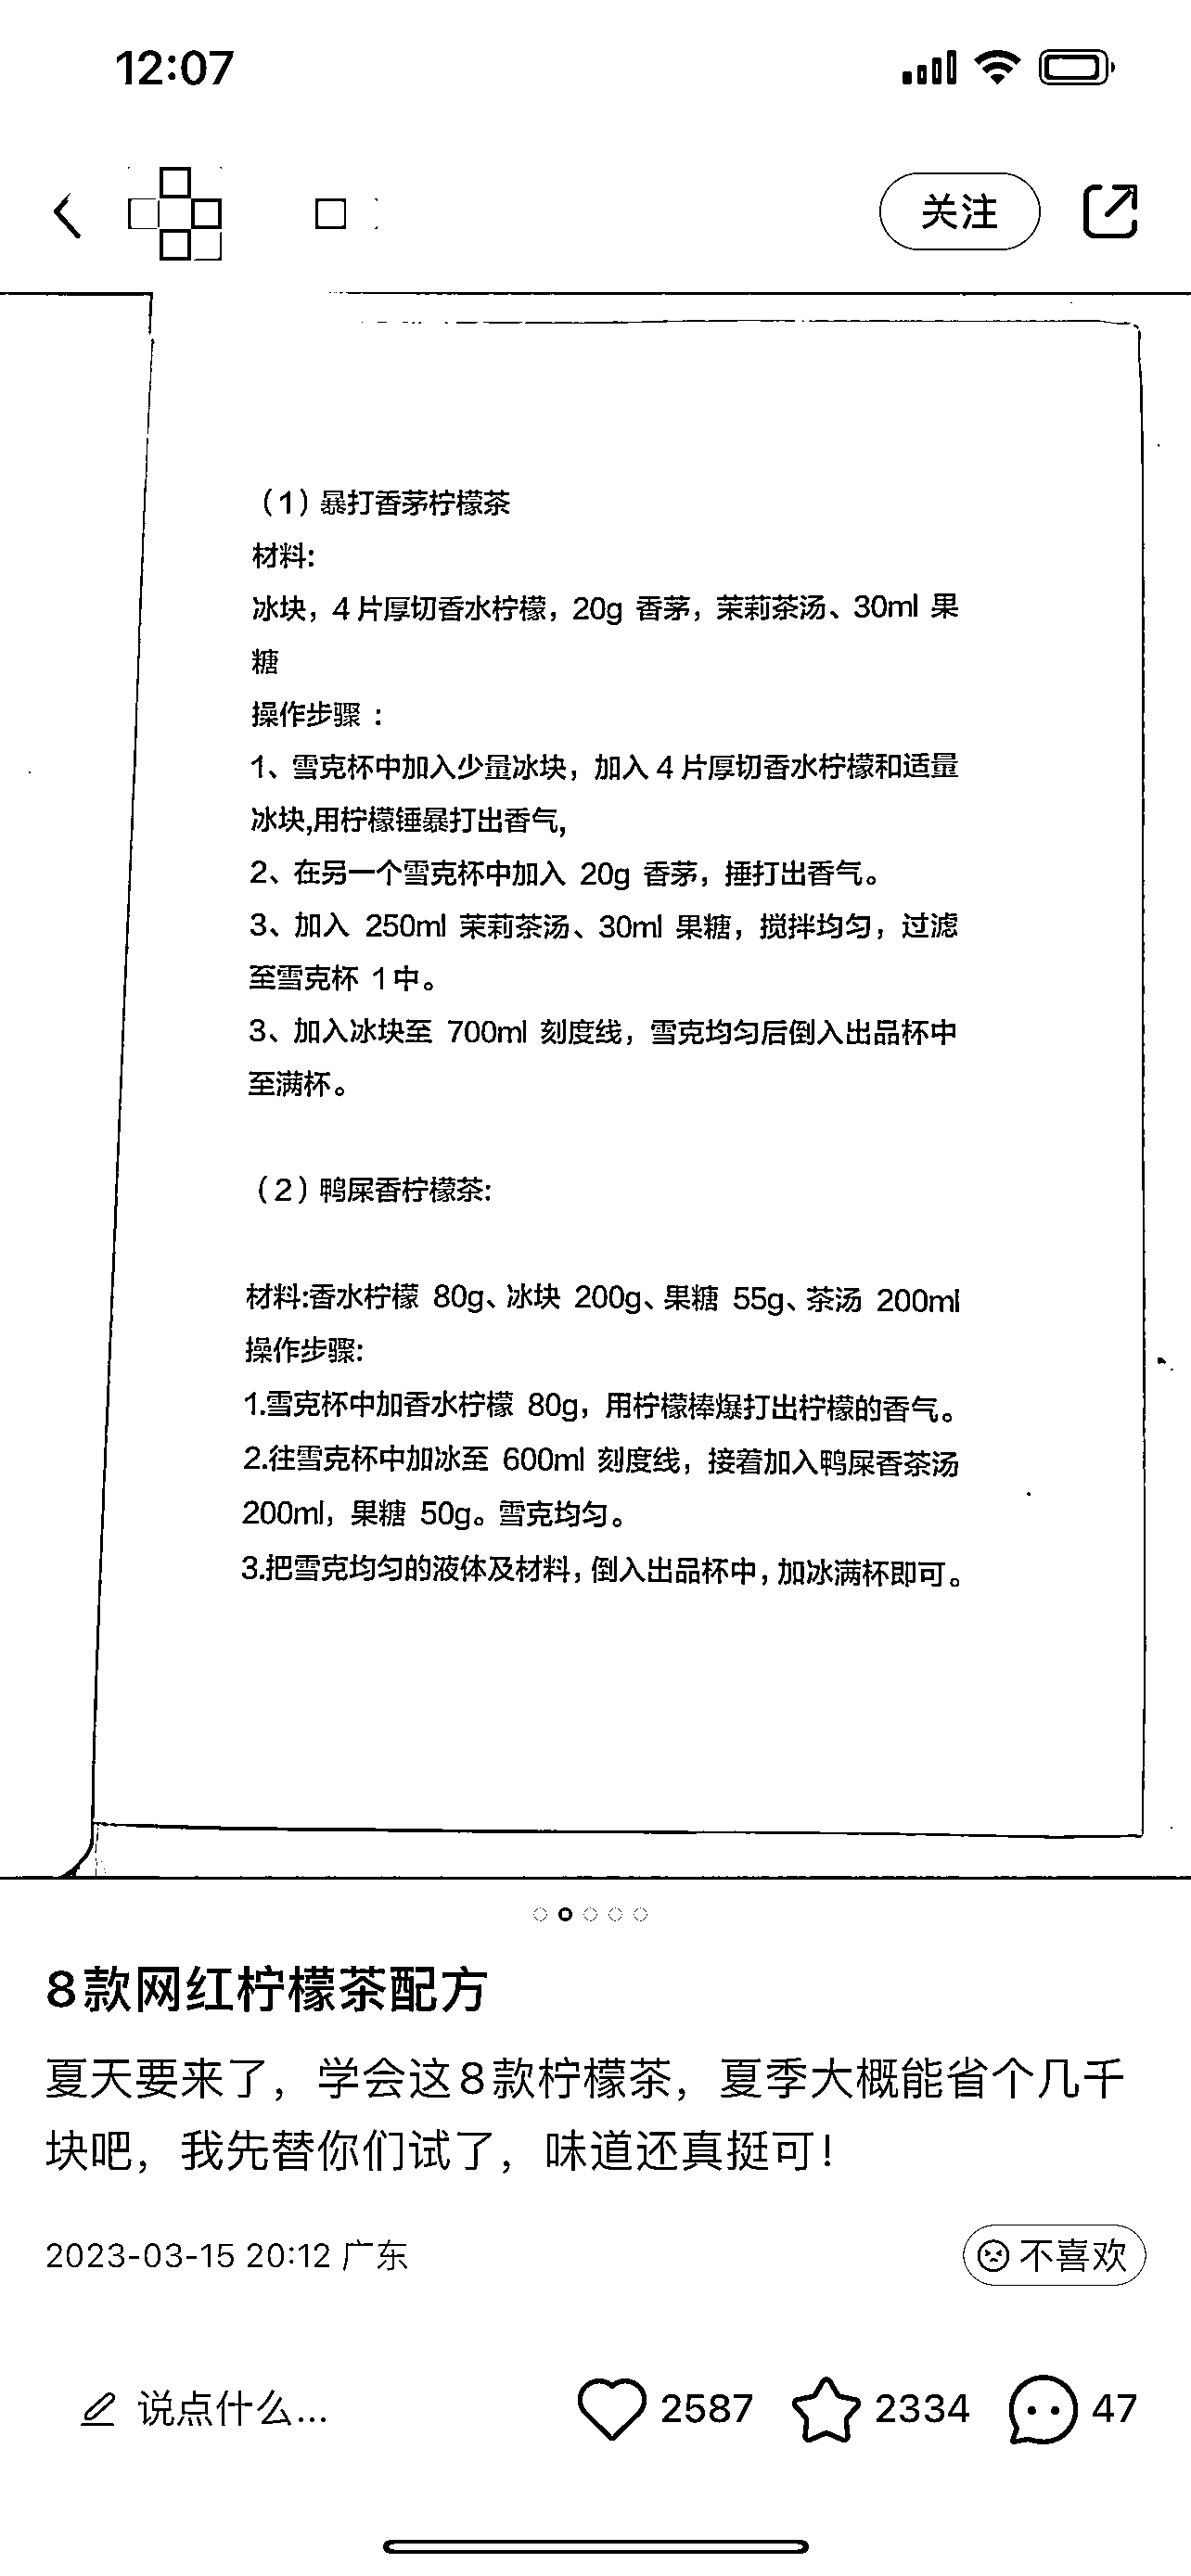 12:07
关注
（1）暴打香茅柠檬茶
材料:
冰块，4 片厚切香水柠檬，20g 香茅，茉莉茶汤、30ml 果
糖
操作步骤 ：
1、雪克杯中加入少量冰块，加入 4 片厚切香水柠檬和适量
冰块,用柠檬锤暴打出香气,
2、在另一个雪克杯中加入 20g 香茅，捶打出香气。
3、加入 250ml 茉莉茶汤、30ml 果糖，搅拌均匀，过滤
至雪克杯 1 中。
3、加入冰块至 700ml 刻度线，雪克均匀后倒入出品杯中
至满杯。
（2）鸭屎香柠檬茶:
材料:香水柠檬 80g、冰块 200g、果糖 55g、茶汤 200ml
操作步骤:
1.雪克杯中加香水柠檬 80g，用柠檬棒爆打出柠檬的香气。
2.往雪克杯中加冰至 600ml 刻度线，接着加入鸭屎香茶汤
200ml，果糖 50g。雪克均匀。
3.把雪克均匀的液体及材料，倒入出品杯中，加冰满杯即可。
8款网红柠檬茶配方
夏天要来了，学会这8款柠檬茶，夏季大概能省个几千
块吧，我先替你们试了，味道还真挺可！
2023-03-15 20:12 广东
不喜欢
说点什么...
2587
2334
47